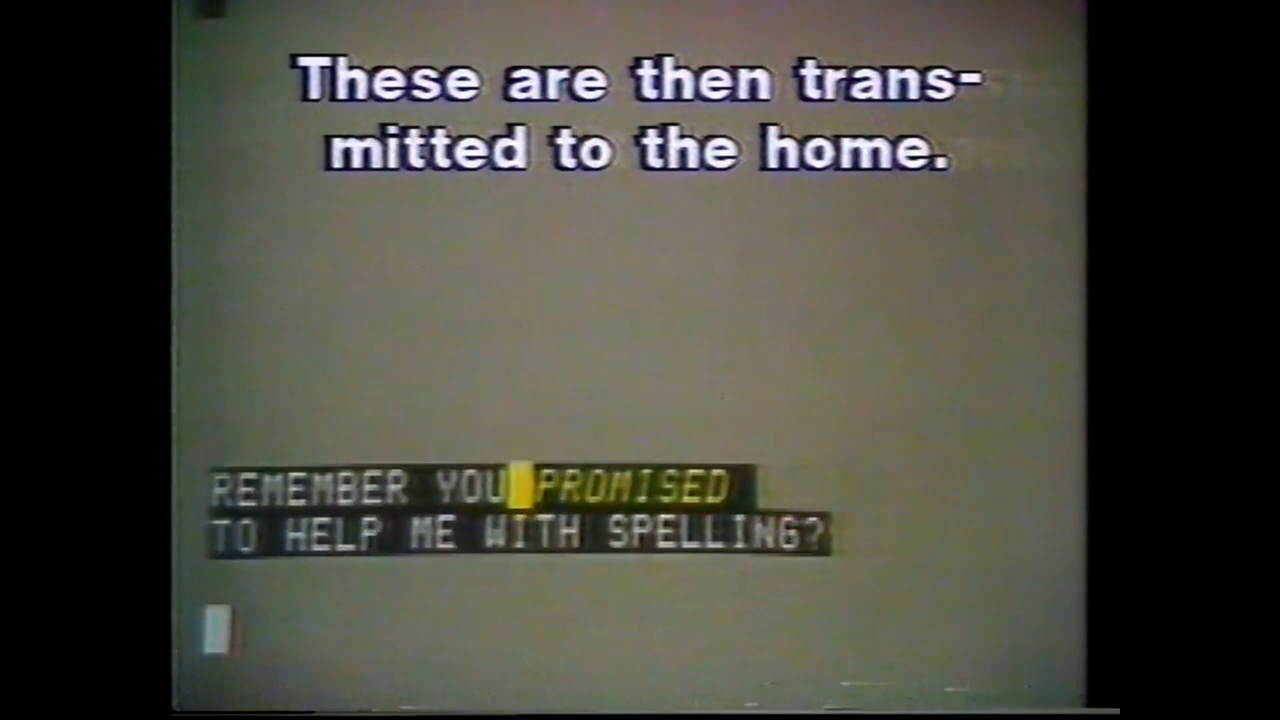 These are then trans-
mitted to the home.
REMEMBER YOU PROMISED
TO HELP ME WITH SPELLING?